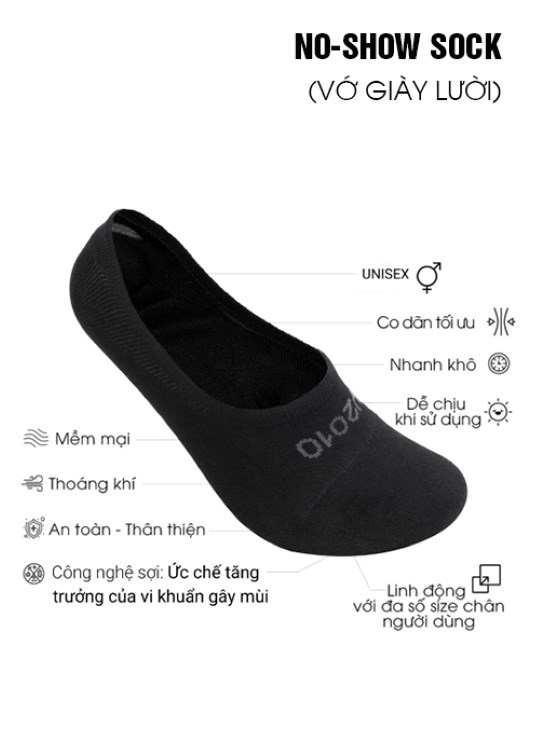 NO-SHOW SOCK
(VỚ GIÀY LƯỜI)
UNISEX
Co dãn tối ưu
Nhanh khô
Dễ chịu
khi sử dụng
Mềm mại
Thoáng khí
An toàn - Thân thiện
Công nghệ sợi: Ức chế tăng
trưởng của vi khuẩn gây mùi
Linh động
với đa số size chân
người dùng